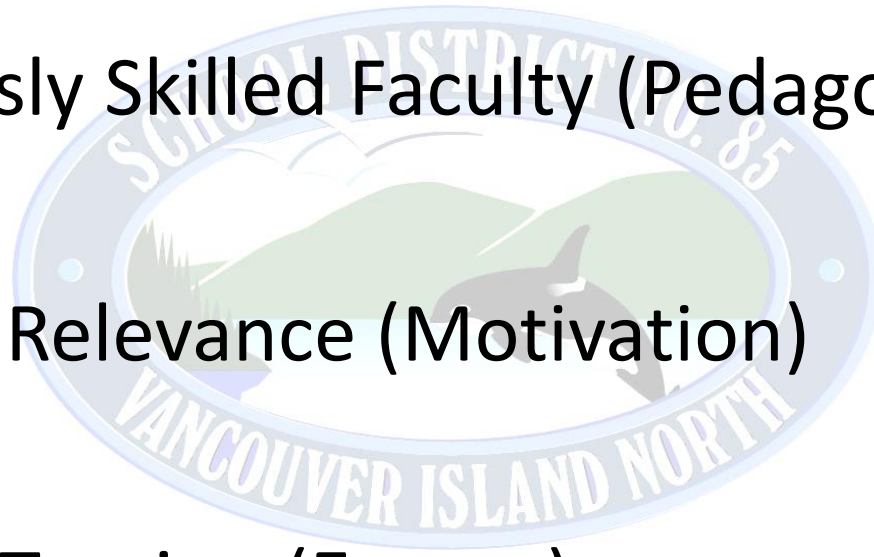 sly Skilled Faculty (Pedago
SCHOOL DISTRICT NO. 85
Relevance (Motivation)
VANCOUVER ISLAND NORTH